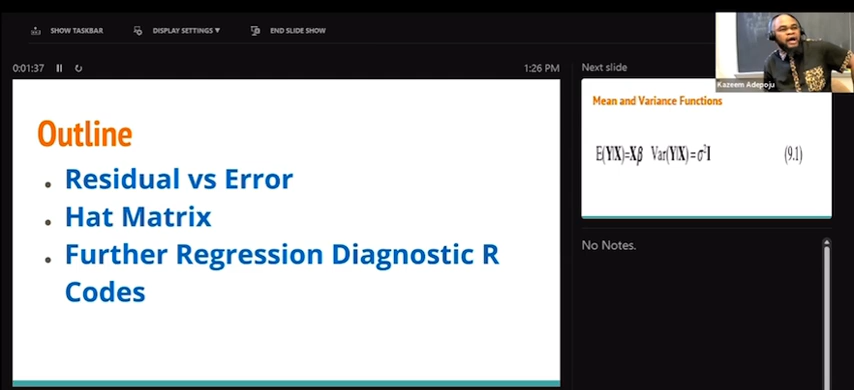 SHOW TASKBAR
DISPLAY SETTINGS ▼
END SLIDE SHOW
0:01:37
1:26 PM
Outline
• Residual vs Error
• Hat Matrix
• Further Regression Diagnostic R
Codes
Next slide
Kazeem Adepoju
Mean and Variance Functions
E(Y|X)=Xβ Var(Y|X)=σ²I (9.1)
No Notes.